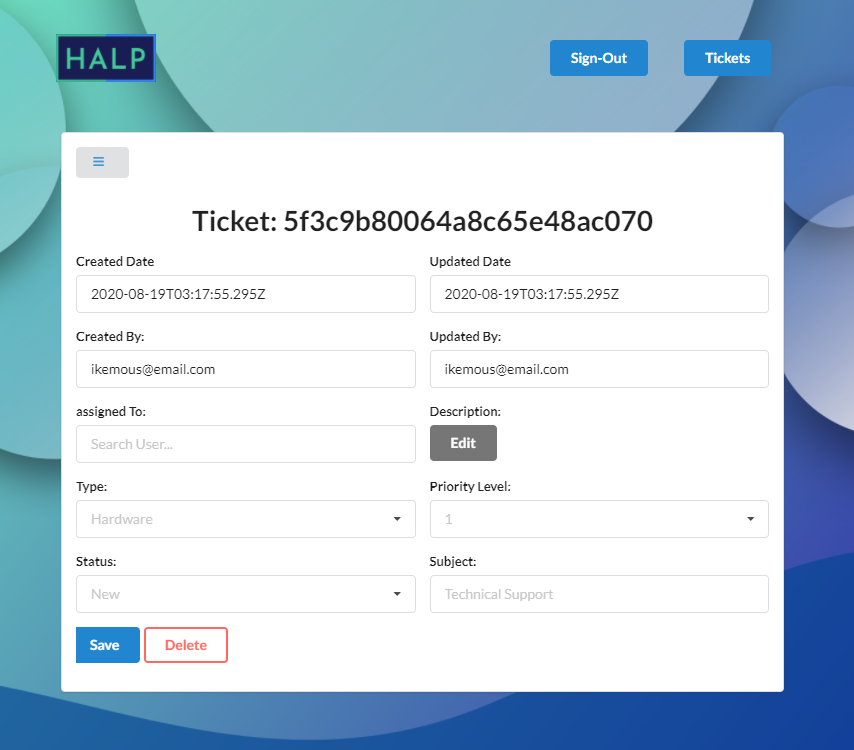 HALP
Sign-Out
Tickets
Ticket: 5f3c9b80064a8c65e48ac070
Created Date
Updated Date
2020-08-19T03:17:55.295Z
2020-08-19T03:17:55.295Z
Created By:
Updated By:
ikemous@email.com
ikemous@email.com
assigned To:
Description:
Search User...
Edit
Type:
Priority Level:
Hardware
1
Status:
Subject:
New
Technical Support
Save
Delete